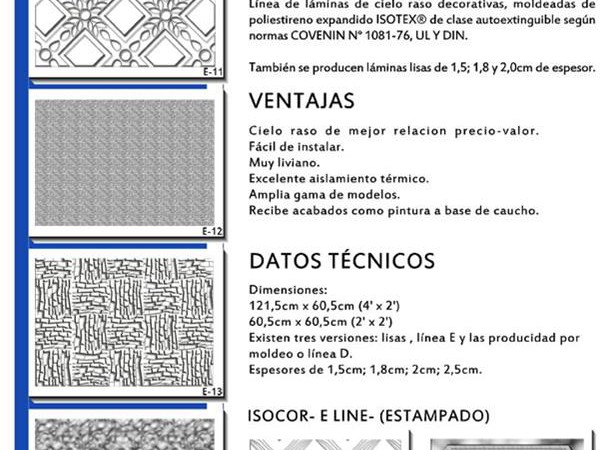 Línea de láminas de cielo raso decorativas, moldeadas de
poliestireno expandido ISOTEX® de clase autoextinguible según
normas COVENIN N° 1081-76, UL Y DIN.
También se producen láminas lisas de 1,5; 1,8 y 2,0cm de espesor.
E-11
VENTAJAS
Cielo raso de mejor relacion precio-valor.
Fácil de instalar.
Muy liviano.
Excelente aislamiento térmico.
Amplia gama de modelos.
Recibe acabados como pintura a base de caucho.
E-12
DATOS TÉCNICOS
Dimensiones:
121,5cm x 60,5cm (4' x 2')
60,5cm x 60,5cm (2' x 2')
Existen tres versiones: lisas , línea E y las producidad por
moldeo o línea D.
Espesores de 1,5cm; 1,8cm; 2cm; 2,5cm.
E-13
ISOCOR- E LINE- (ESTAMPADO)